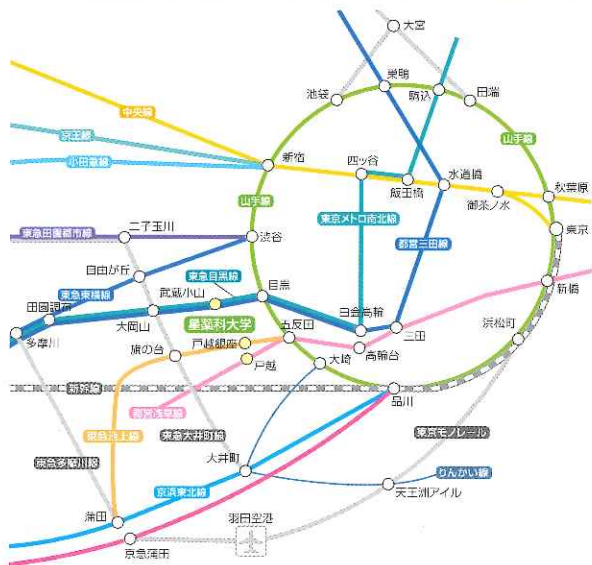 大宮
巣鴨
池袋
駒込
田端
中央線
京王線
小田急線
山手線
新宿
四ッ谷
飯田橋
水道橋
御茶ノ水
秋葉原
山手線
東京メトロ南北線
都営三田線
東京
東急田園都市線
二子玉川
渋谷
自由が丘
東急東横線
東急目黒線
目黒
武蔵小山
田園調布
多摩川
大岡山
星薬科大学
戸越銀座
戸越
旗の台
五反田
白金高輪
三田
高輪台
新橋
浜松町
大崎
品川
新幹線
都営浅草線
東急池上線
東急大井町線
東急多摩川線
大井町
京浜東北線
東京モノレール
りんかい線
天王洲アイル
蒲田
京急蒲田
羽田空港